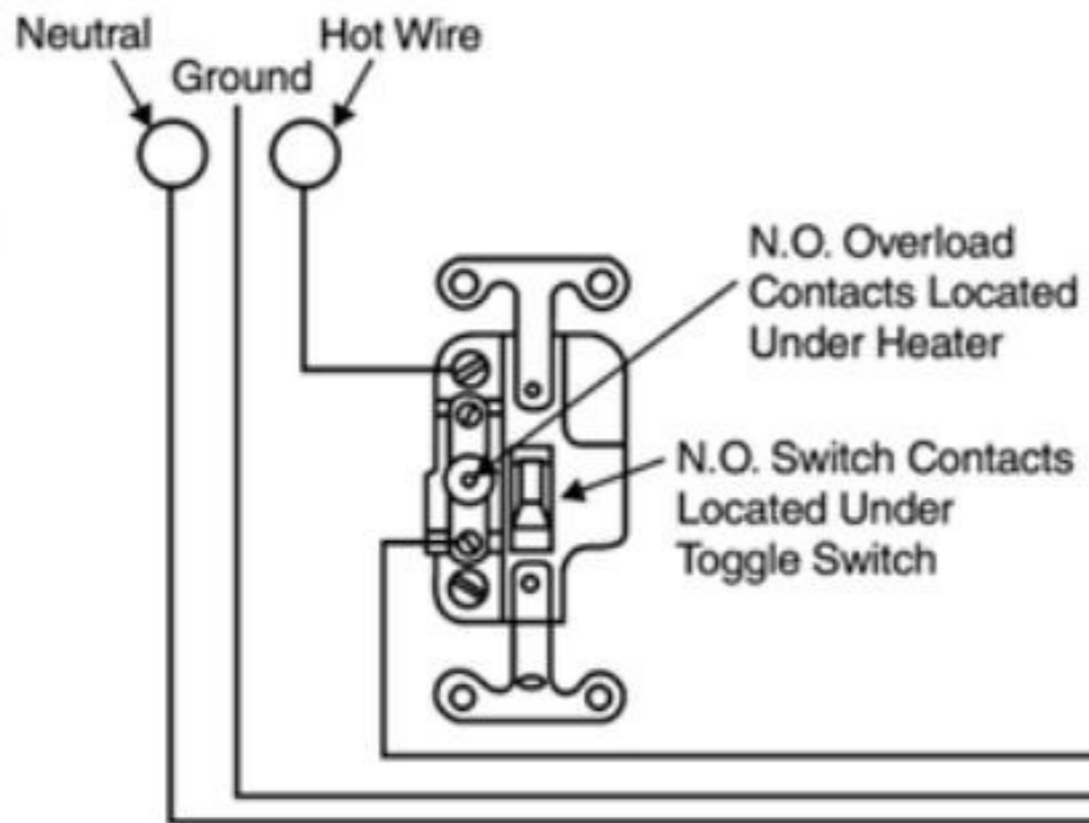 Neutral
Hot Wire
Ground
N.O. Overload
Contacts Located
Under Heater
N.O. Switch Contacts
Located Under
Toggle Switch